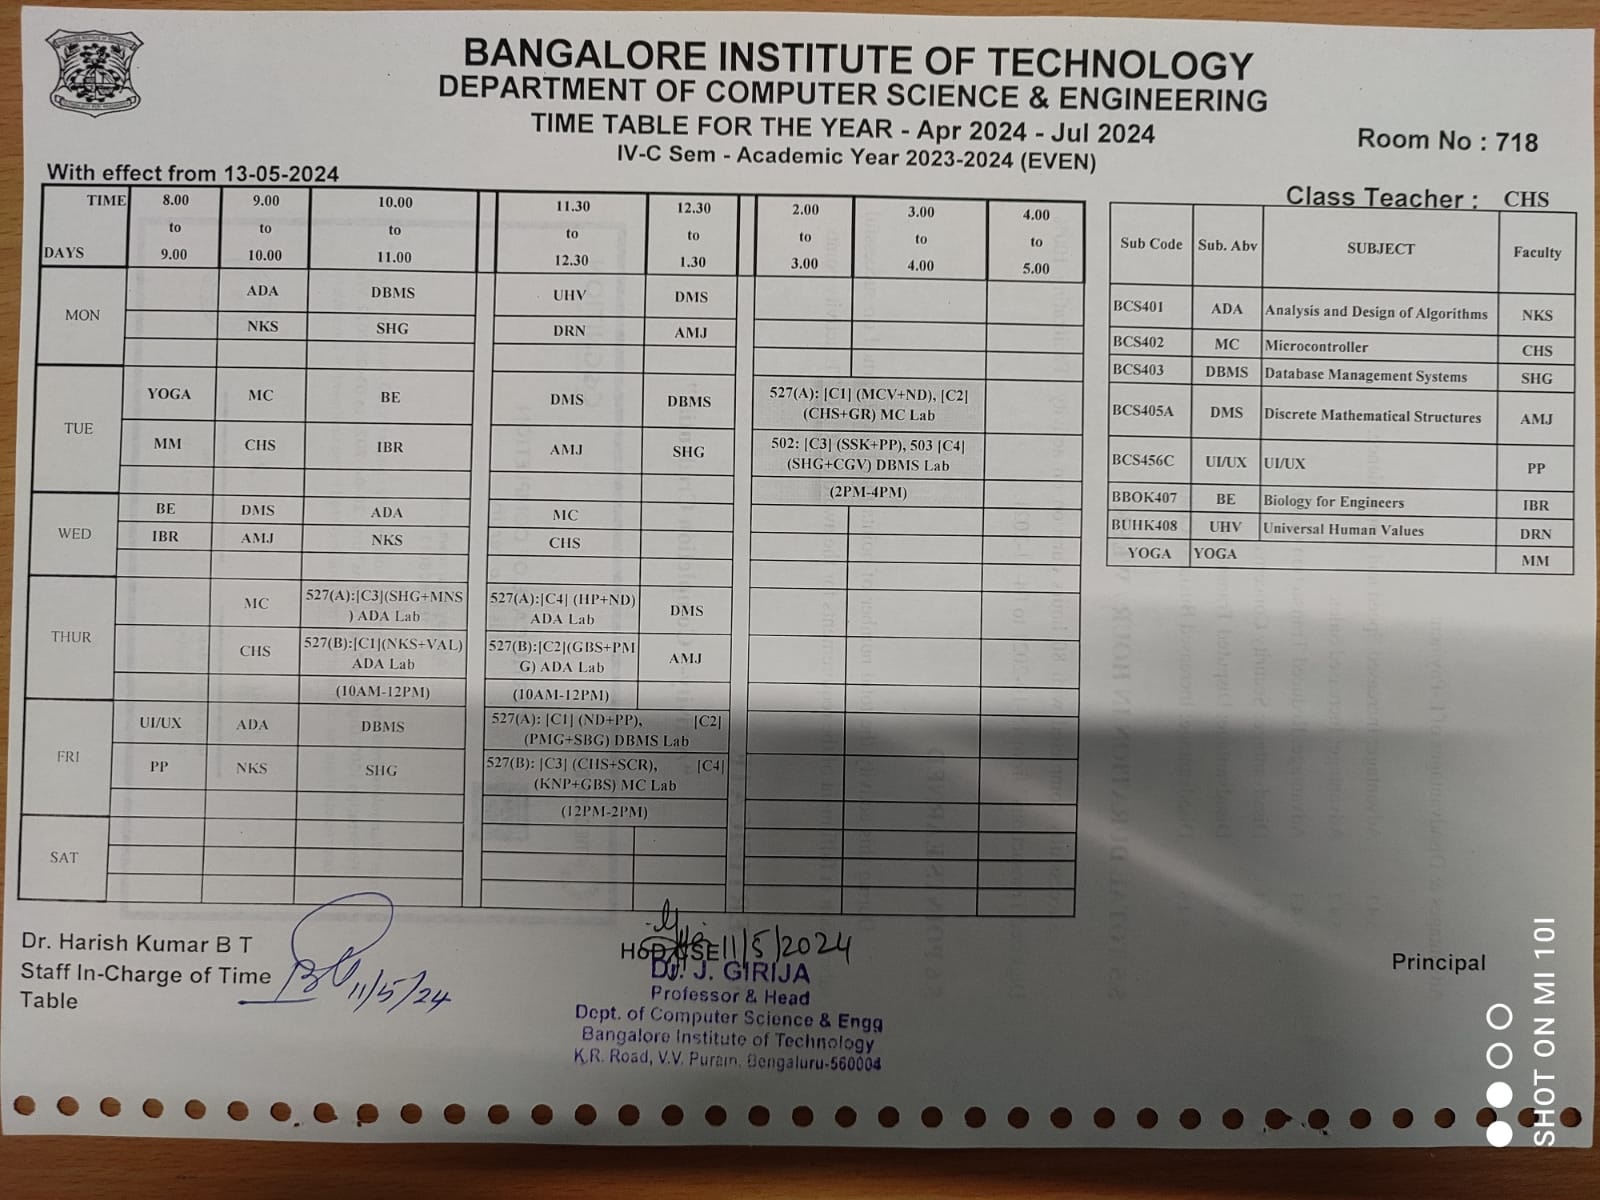 BANGALORE INSTITUTE OF TECHNOLOGY
DEPARTMENT OF COMPUTER SCIENCE & ENGINEERING
TIME TABLE FOR THE YEAR - Apr 2024 - Jul 2024
Room No : 718
IV-C Sem - Academic Year 2023-2024 (EVEN)
With effect from 13-05-2024
Class Teacher : CHS
TIME 8.00 to 9.00 9.00 to 10.00 10.00 to 11.00 11.30 to 12.30 12.30 to 1.30 2.00 to 3.00 3.00 to 4.00 4.00 to 5.00
DAYS
MON
ADA DBMS UHV DMS
NKS SHG DRN AMJ
TUE
YOGA MC BE DMS DBMS 527(A): [C1] (MCV+ND), [C2] (CHS+GR) MC Lab
MM CHS IBR AMJ SHG 502: [C3] (SSK+PP), 503 [C4] (SHG+CGV) DBMS Lab
(2PM-4PM)
WED
BE DMS ADA MC
IBR AMJ NKS CHS
THUR
MC 527(A):[C3](SHG+MNS ) ADA Lab 527(A):[C4] (HP+ND) ADA Lab DMS
CHS 527(B):[C1](NKS+VAL) ADA Lab 527(B):[C2](GBS+PM G) ADA Lab AMJ
(10AM-12PM) (10AM-12PM)
FRI
UI/UX ADA DBMS 527(A): [C1] (ND+PP), [C2] (PMG+SBG) DBMS Lab
PP NKS SHG 527(B): [C3] (CHS+SCR), [C4] (KNP+GBS) MC Lab
(12PM-2PM)
SAT
Sub Code Sub. Abv SUBJECT Faculty
BCS401 ADA Analysis and Design of Algorithms NKS
BCS402 MC Microcontroller CHS
BCS403 DBMS Database Management Systems SHG
BCS405A DMS Discrete Mathematical Structures AMJ
BCS456C UI/UX UI/UX PP
BBOK407 BE Biology for Engineers IBR
BUHK408 UHV Universal Human Values DRN
YOGA YOGA MM
Dr. Harish Kumar B T
Staff In-Charge of Time
Table
11/5/24
HOD CSE 11/5/2024
Dr. J. GIRIJA
Professor & Head
Dept. of Computer Science & Engg
Bangalore Institute of Technology
K.R. Road, V.V. Puram, Bengaluru-560004
Principal
SHOT ON MI 10I